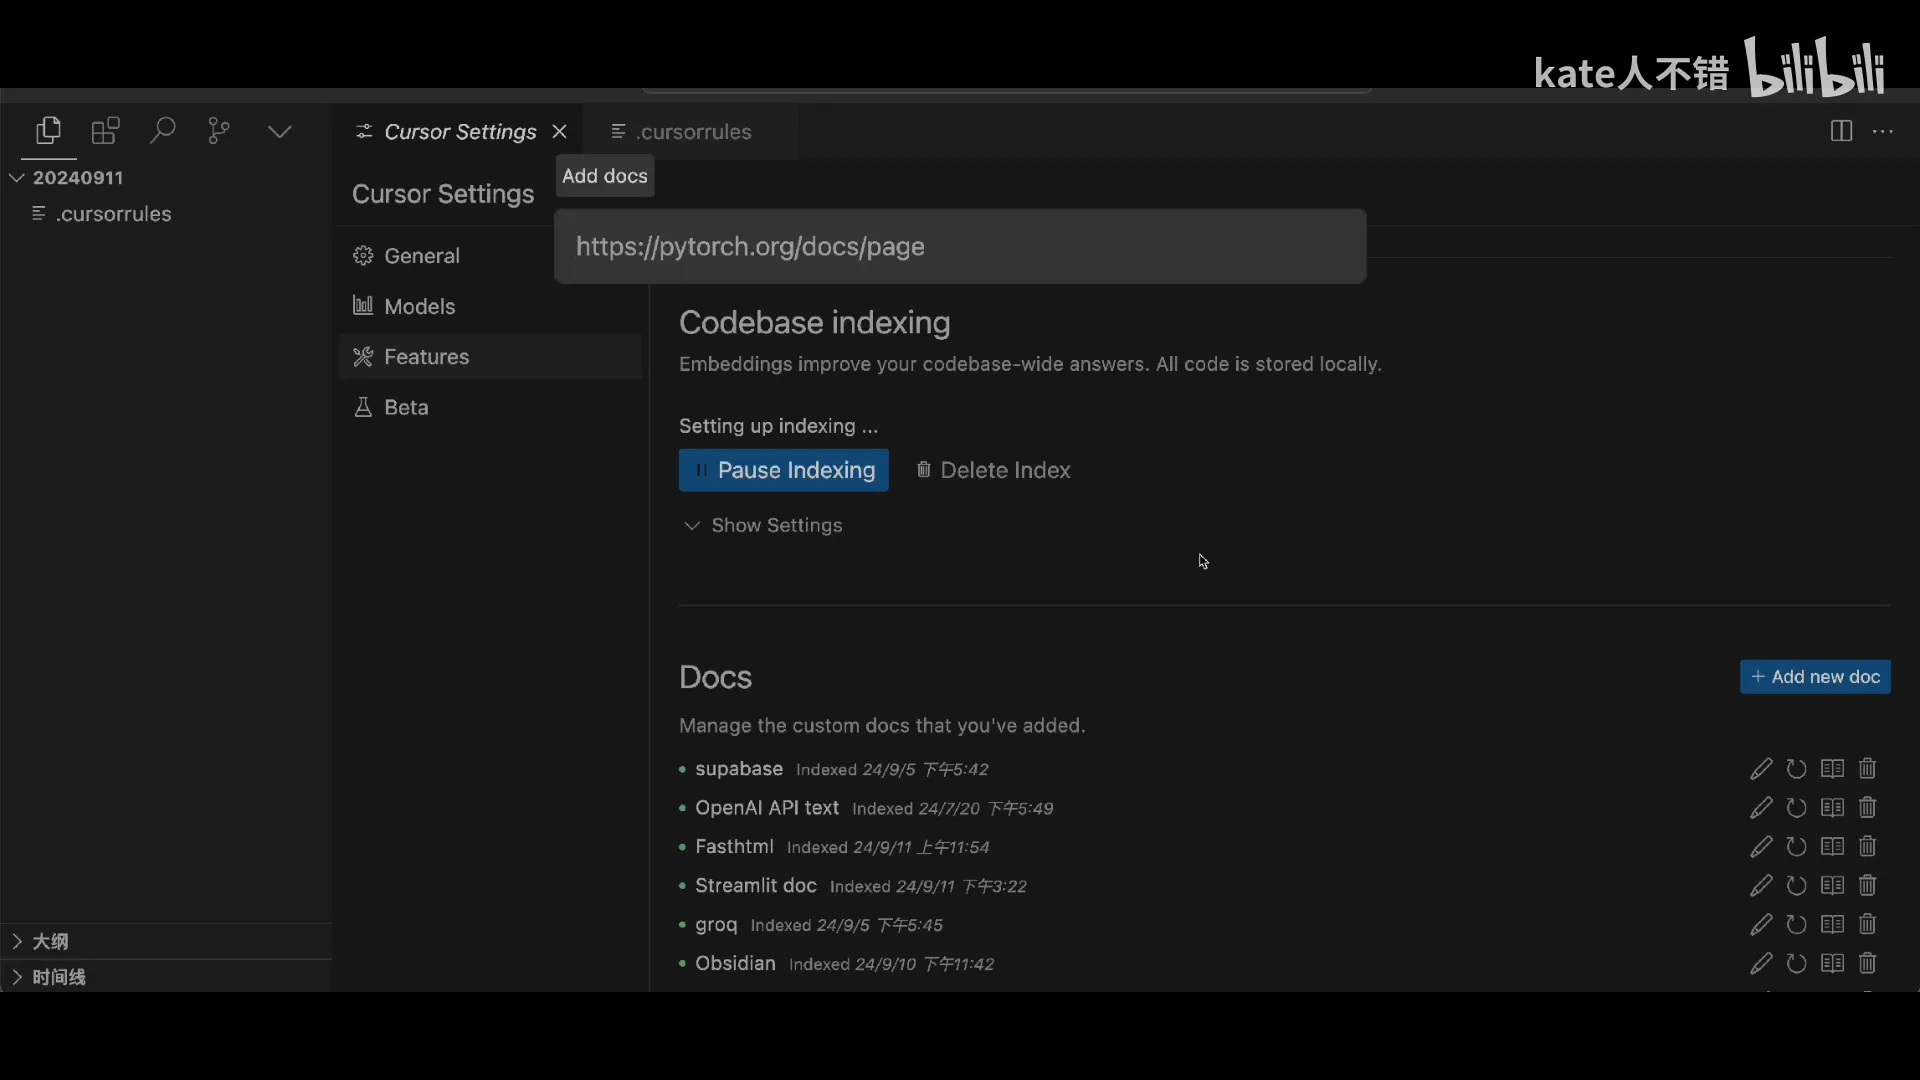 kate人不错 bilibili
Cursor Settings
.cursorrules
20240911
.cursorrules
Cursor Settings
Add docs
https://pytorch.org/docs/page
General
Models
Features
Beta
Codebase indexing
Embeddings improve your codebase-wide answers. All code is stored locally.
Setting up indexing ...
Pause Indexing
Delete Index
Show Settings
Docs
+ Add new doc
Manage the custom docs that you've added.
supabase Indexed 24/9/5 下午5:42
OpenAI API text Indexed 24/7/20 下午5:49
Fasthtml Indexed 24/9/11 上午11:54
Streamlit doc Indexed 24/9/11 下午3:22
groq Indexed 24/9/5 下午5:45
Obsidian Indexed 24/9/10 下午11:42
大纲
时间线